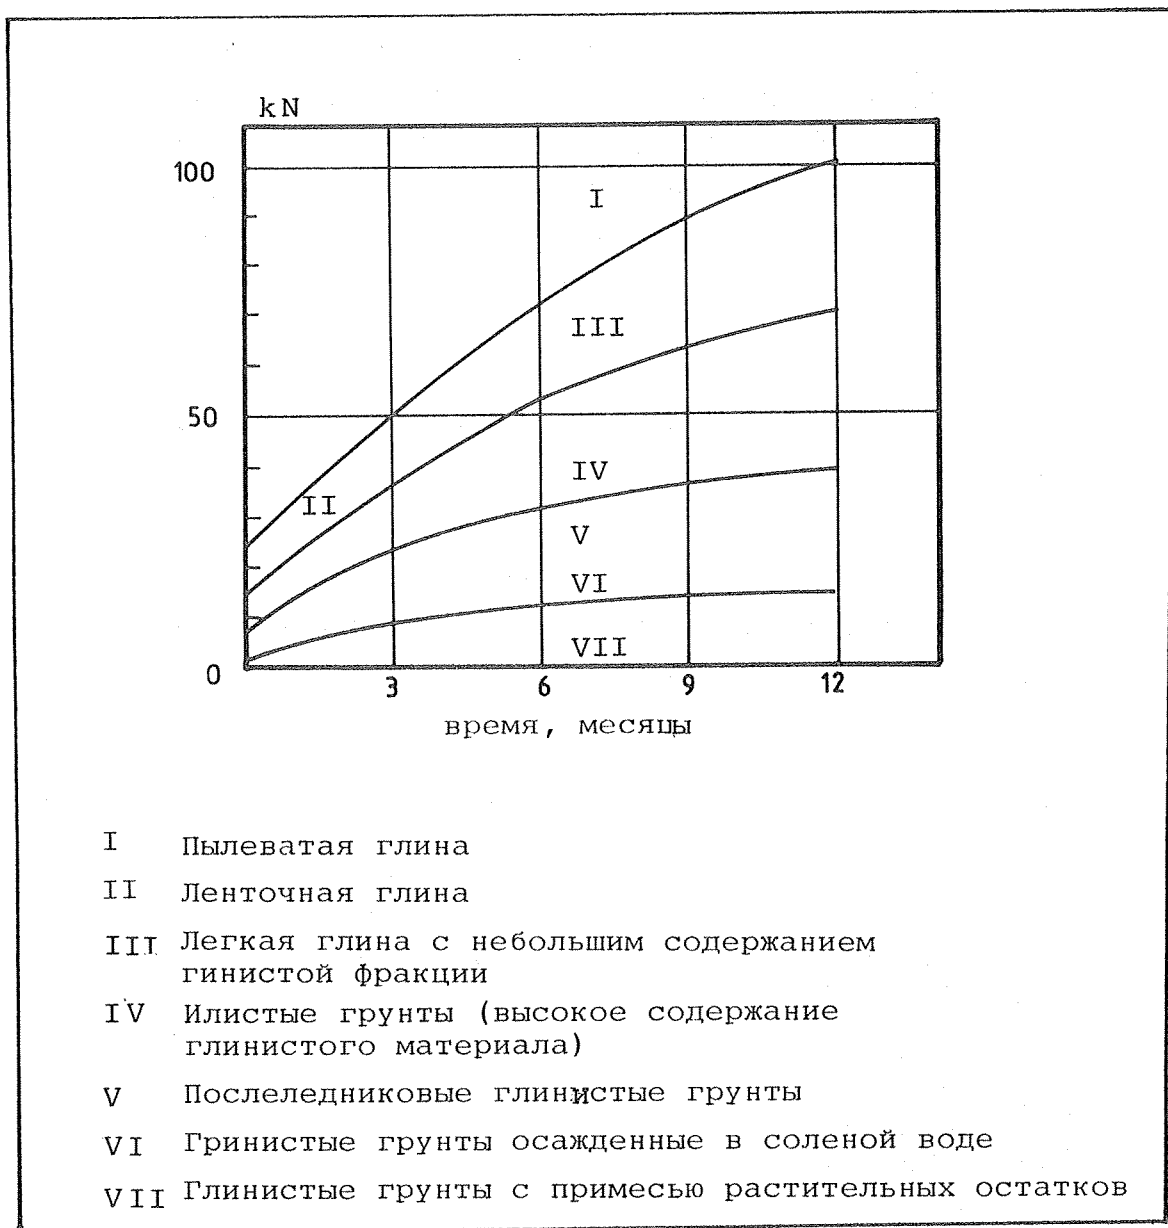 kN
100
I
III
50
IV
II
V
VI
VII
0
3 6 9 12
время, месяцы
I Пылеватая глина
II Ленточная глина
III Легкая глина с небольшим содержанием
гинистой фракции
IV Илистые грунты (высокое содержание
глинистого материала)
V Послеледниковые глинистые грунты
VI Гринистые грунты осажденные в соленой воде
VII Глинистые грунты с примесью растительных остатков